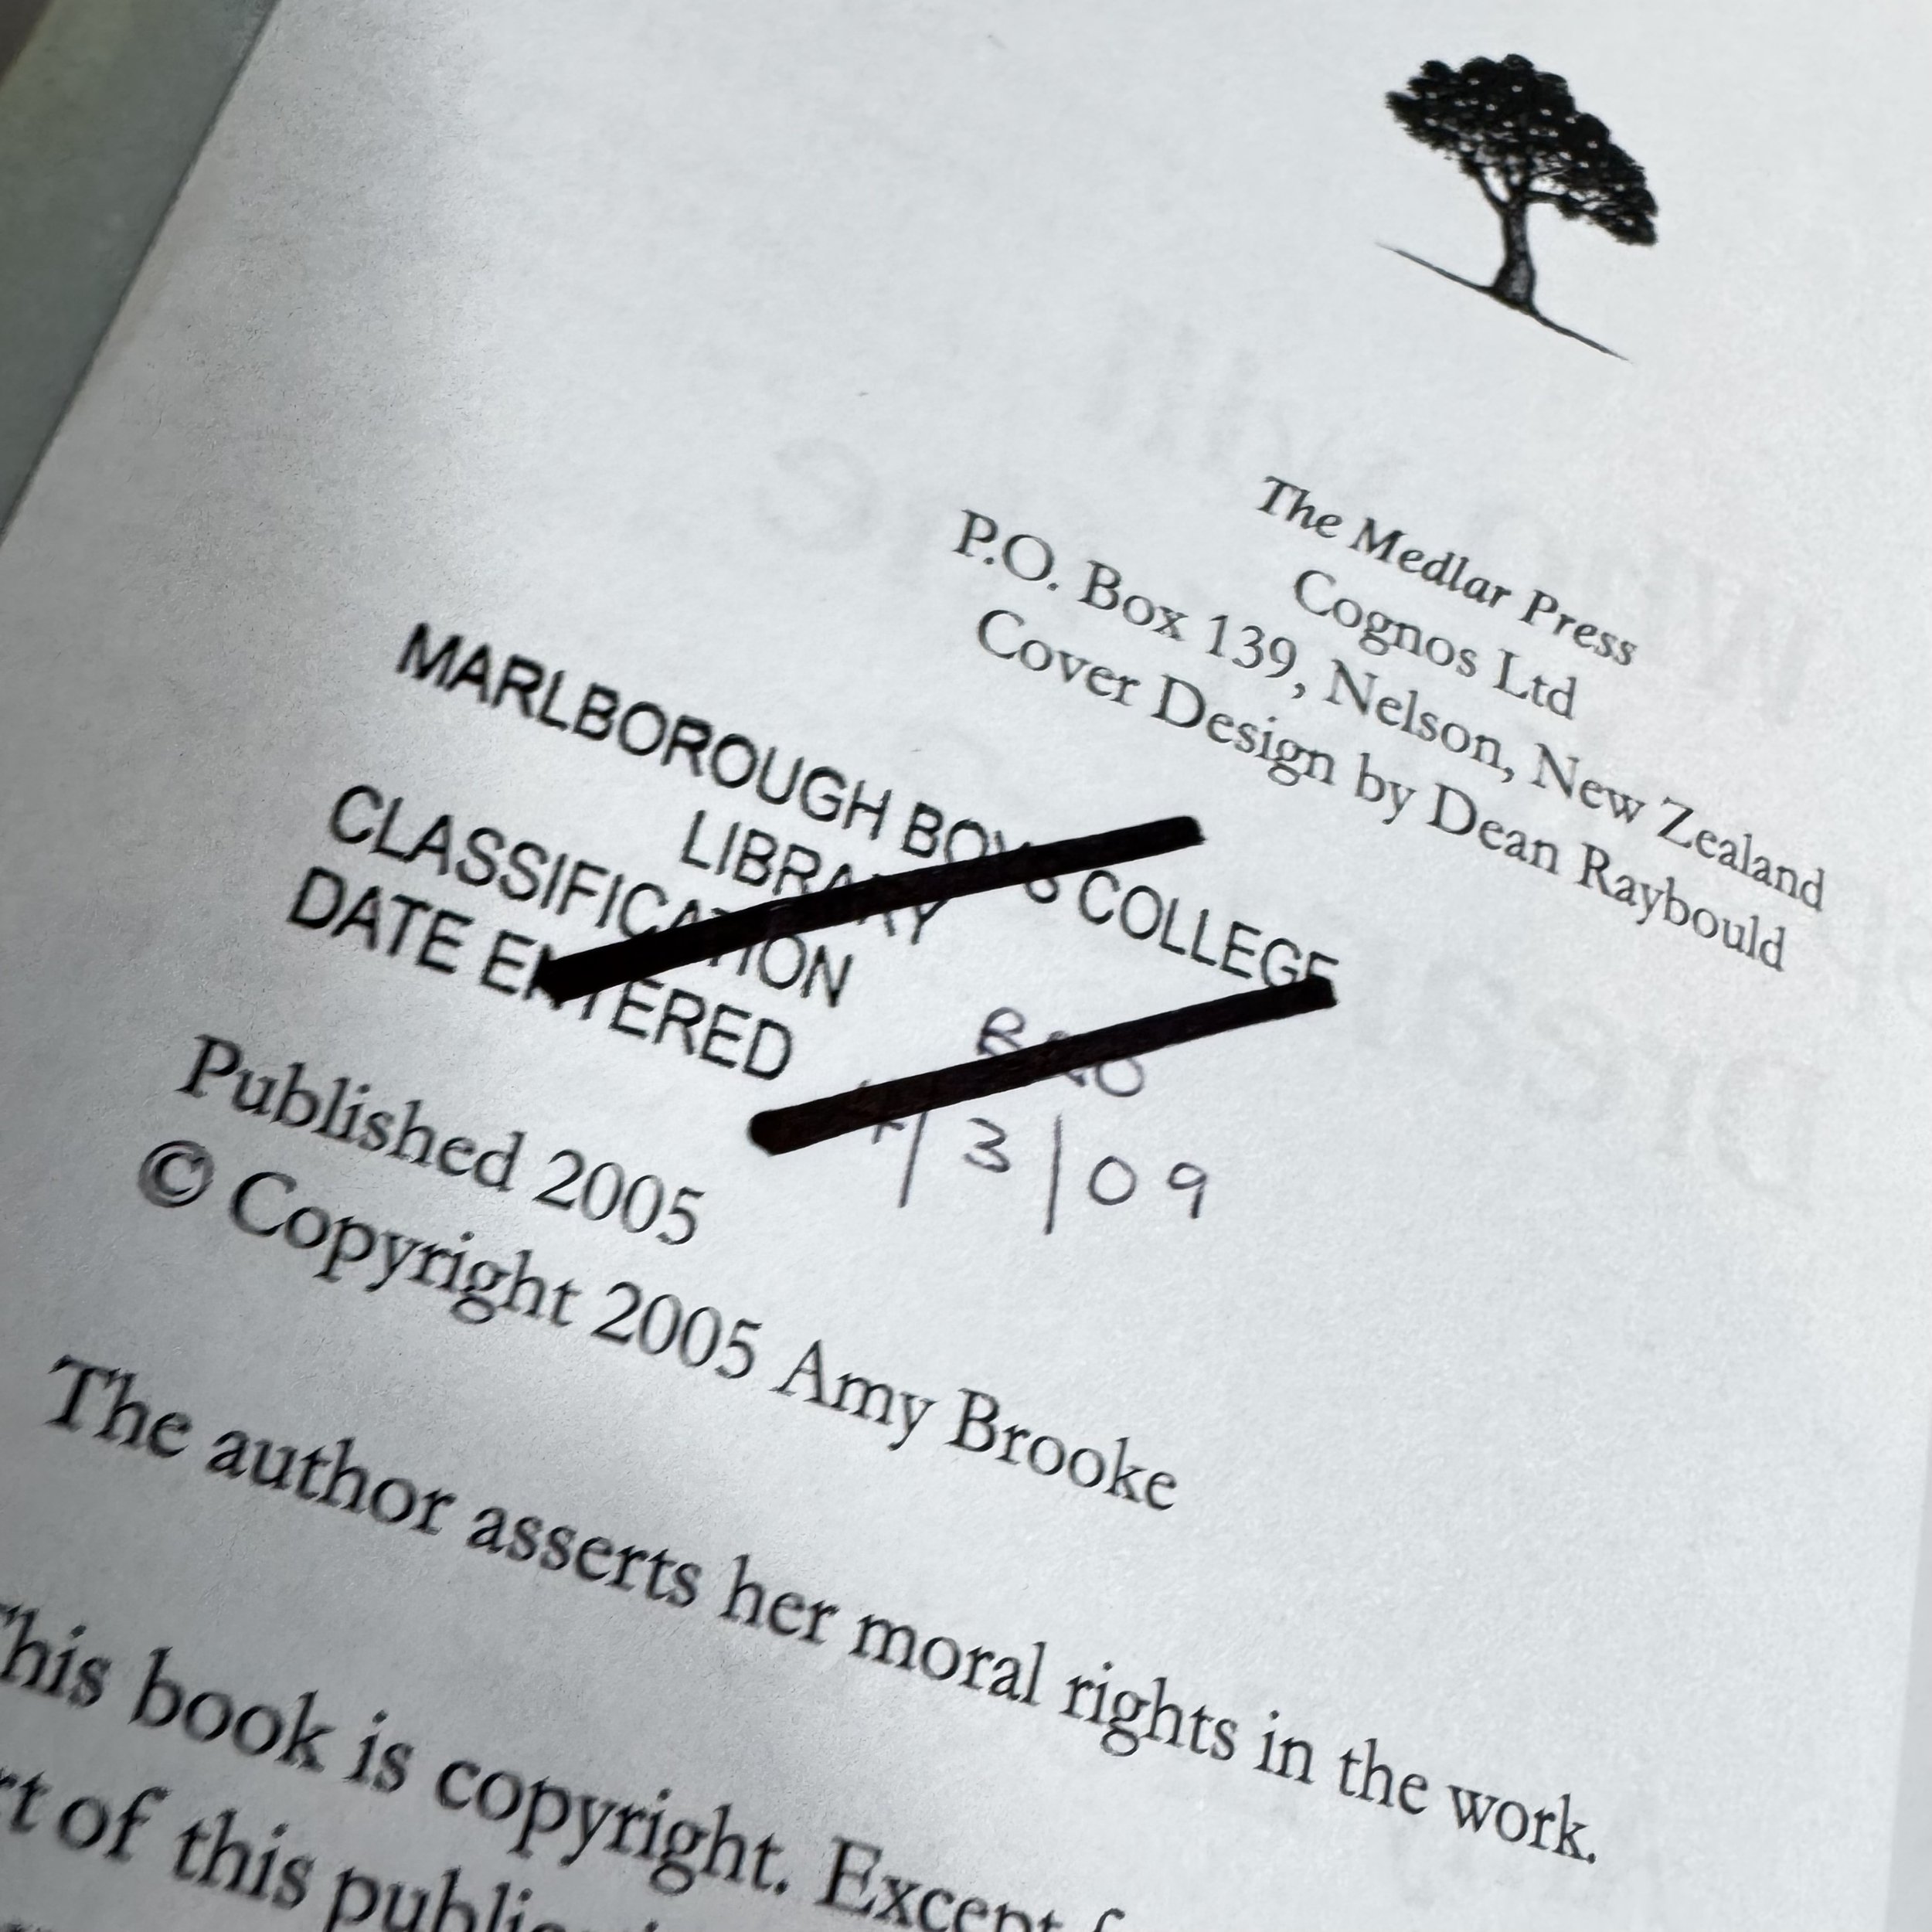 The Medlar Press
Cognos Ltd
P.O. Box 139, Nelson, New Zealand
Cover Design by Dean Raybould
MARLBOROUGH BOYS COLLEGE
LIBRARY
CLASSIFICATION BRO
DATE ENTERED 4/3/09
Published 2005
© Copyright 2005 Amy Brooke
The author asserts her moral rights in the work.
This book is copyright. Except
of this